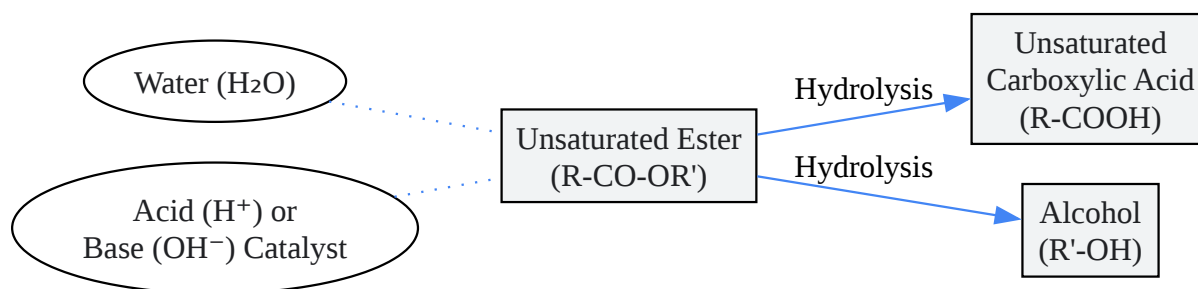 Water (H₂O)
Acid (H⁺) or
Base (OH⁻) Catalyst
Unsaturated Ester
(R-CO-OR')
Hydrolysis
Hydrolysis
Unsaturated
Carboxylic Acid
(R-COOH)
Alcohol
(R'-OH)